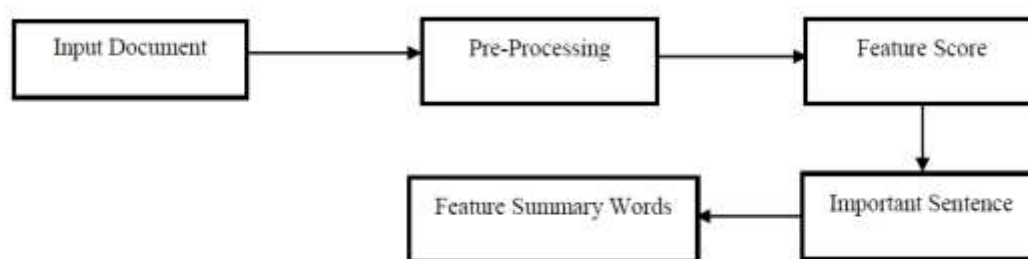 Input Document
Pre-Processing
Feature Score
Important Sentence
Feature Summary Words